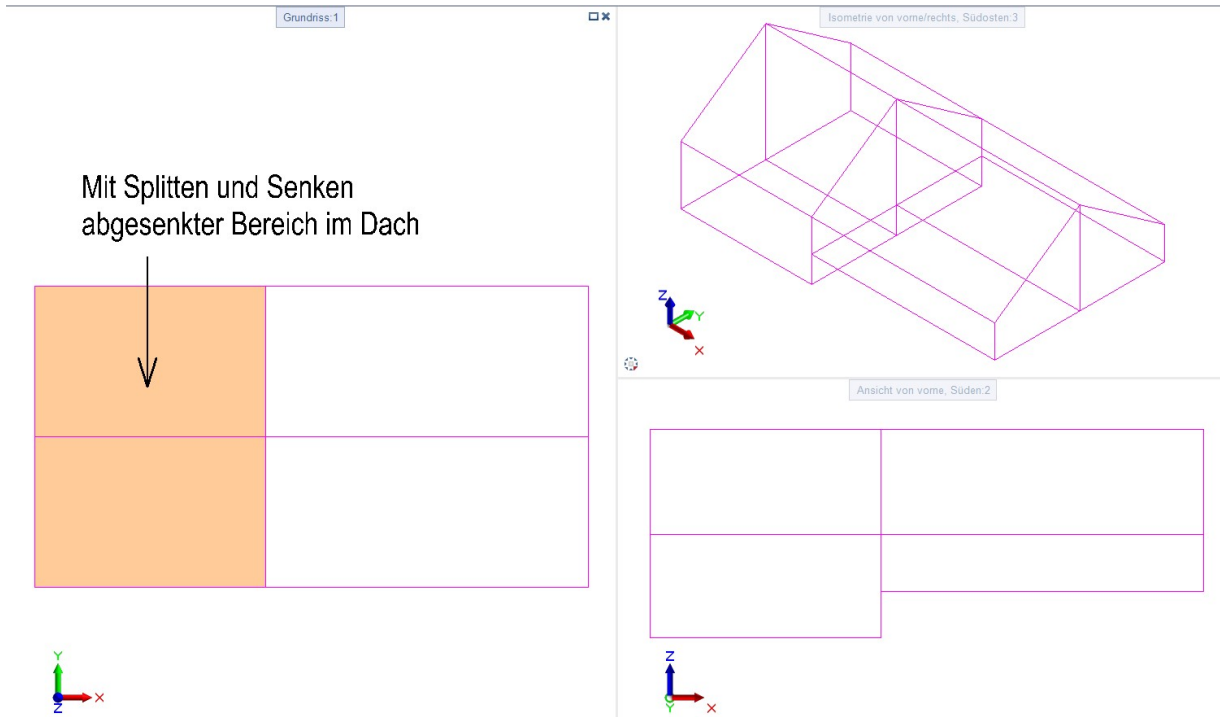 Grundriss:1
Mit Splitten und Senken
abgesenkter Bereich im Dach
Y
X
Z
Isometrie von vorne/rechts, Südosten:3
Z
Y
X
Ansicht von vorne, Süden:2
Z
Y
X